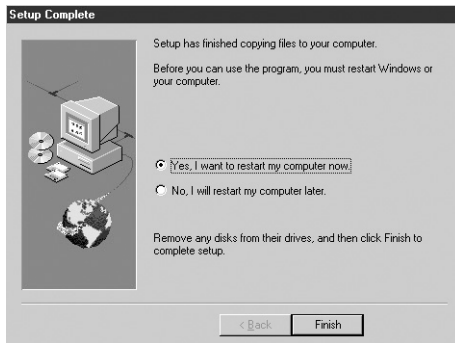 Setup Complete
Setup has finished copying files to your computer.
Before you can use the program, you must restart Windows or
your computer.
Yes, I want to restart my computer now.
No, I will restart my computer later.
Remove any disks from their drives, and then click Finish to
complete setup.
< Back
Finish